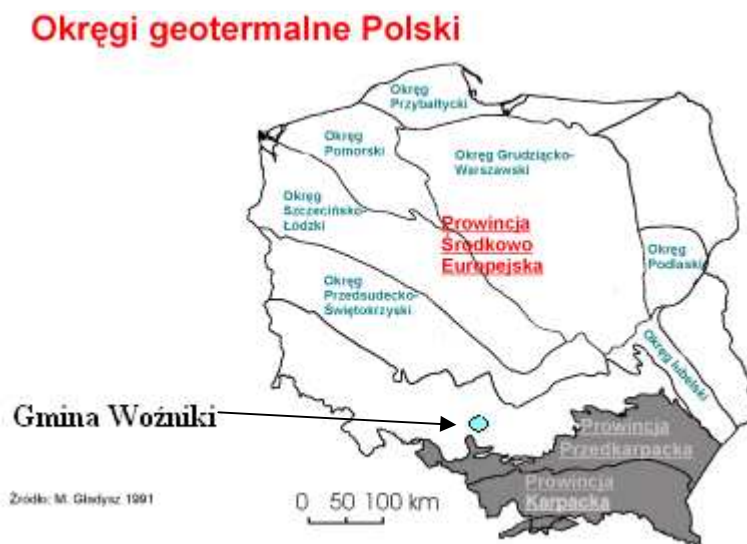 Okręgi geotermalne Polski
Okręg
Przybałtycki
Okręg
Pomorski
Okręg Grudziącko-
Warszawski
Okręg
Szczecińsko-
Łódzki
Prowincja
Środkowo
Europejska
Okręg
Podlaski
Okręg
Przedsudecko-
Świętokrzyski
Okręg lubelski
Gmina Woźniki
Prowincja
Przedkarpacka
Prowincja
Karpacka
Źródło: M. Gładysz 1991
0 50 100 km